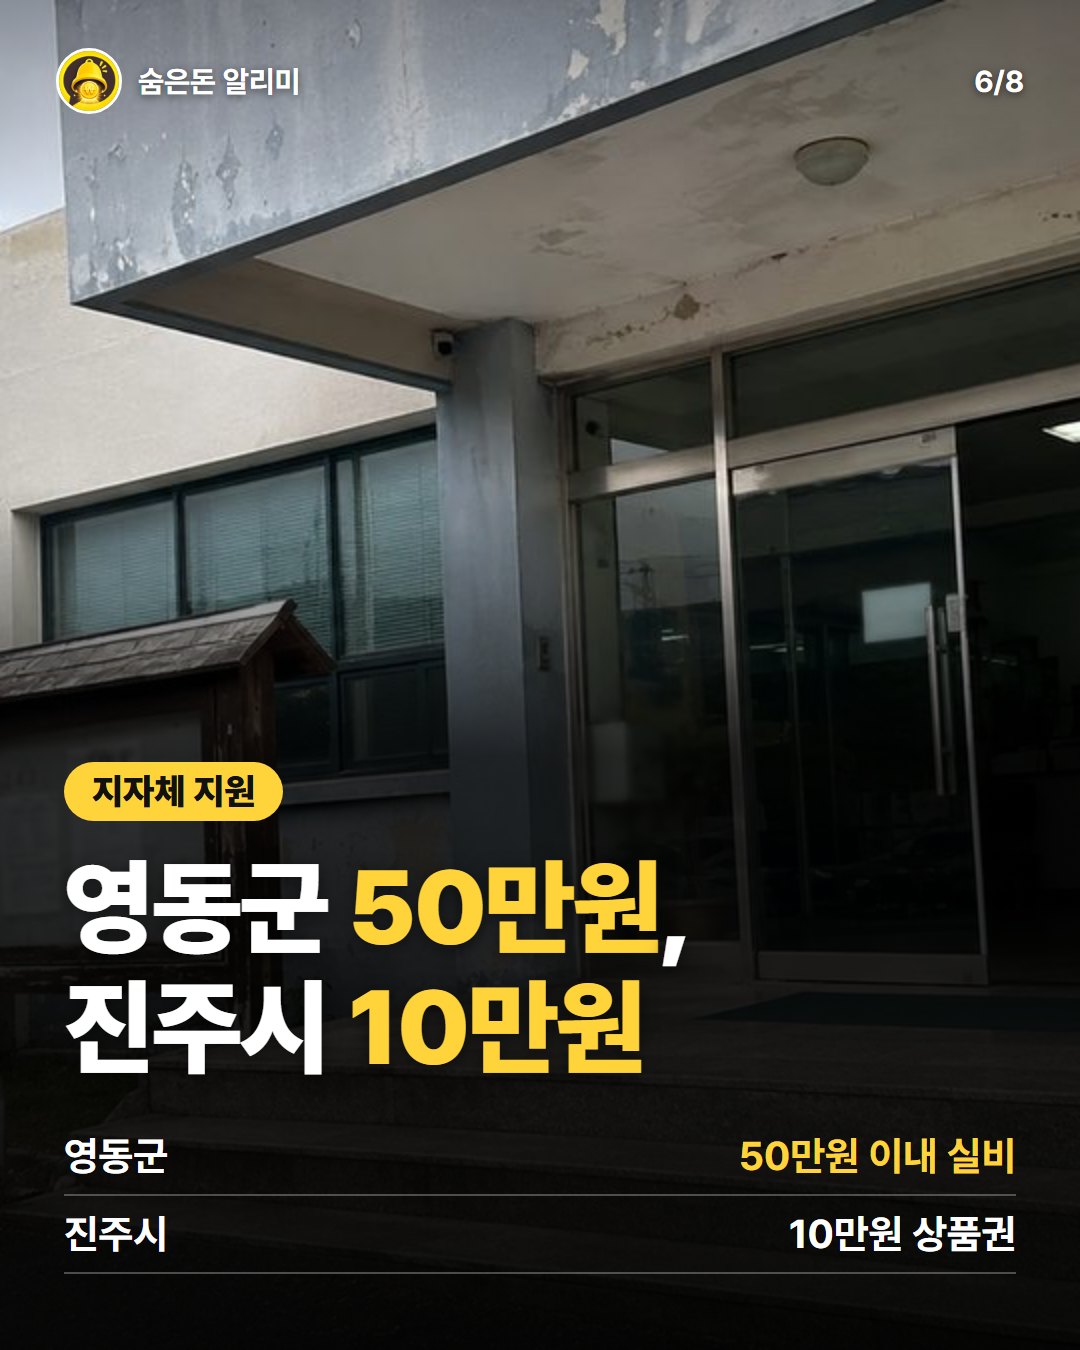 숨은돈 알리미
6/8
지자체 지원
영동군 50만원,
진주시 10만원
영동군 50만원 이내 실비
진주시 10만원 상품권